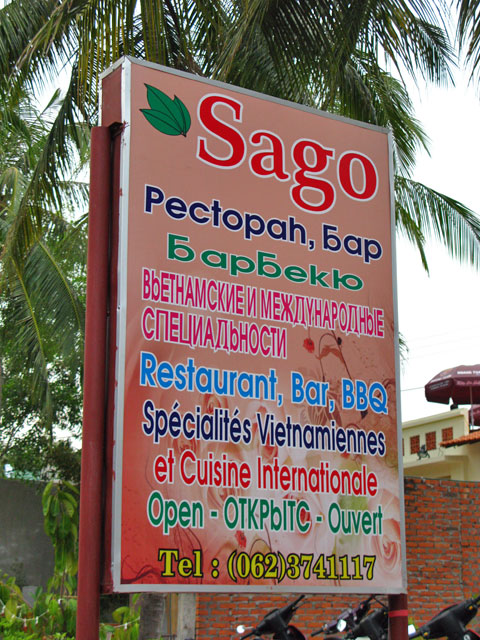 Sago
Ресtораh, Бар
БарБекю
ВЬЕТНАМСКИЕ И МЕЖДУНАРОДНЫЕ
СПЕЦИАДЬНОСТИ
Restaurant, Bar, BBQ
Spécialités Vietnamiennes
et Cuisine Internationale
Open - ОТКРЫТС - Ouvert
Tel : (062)3741117